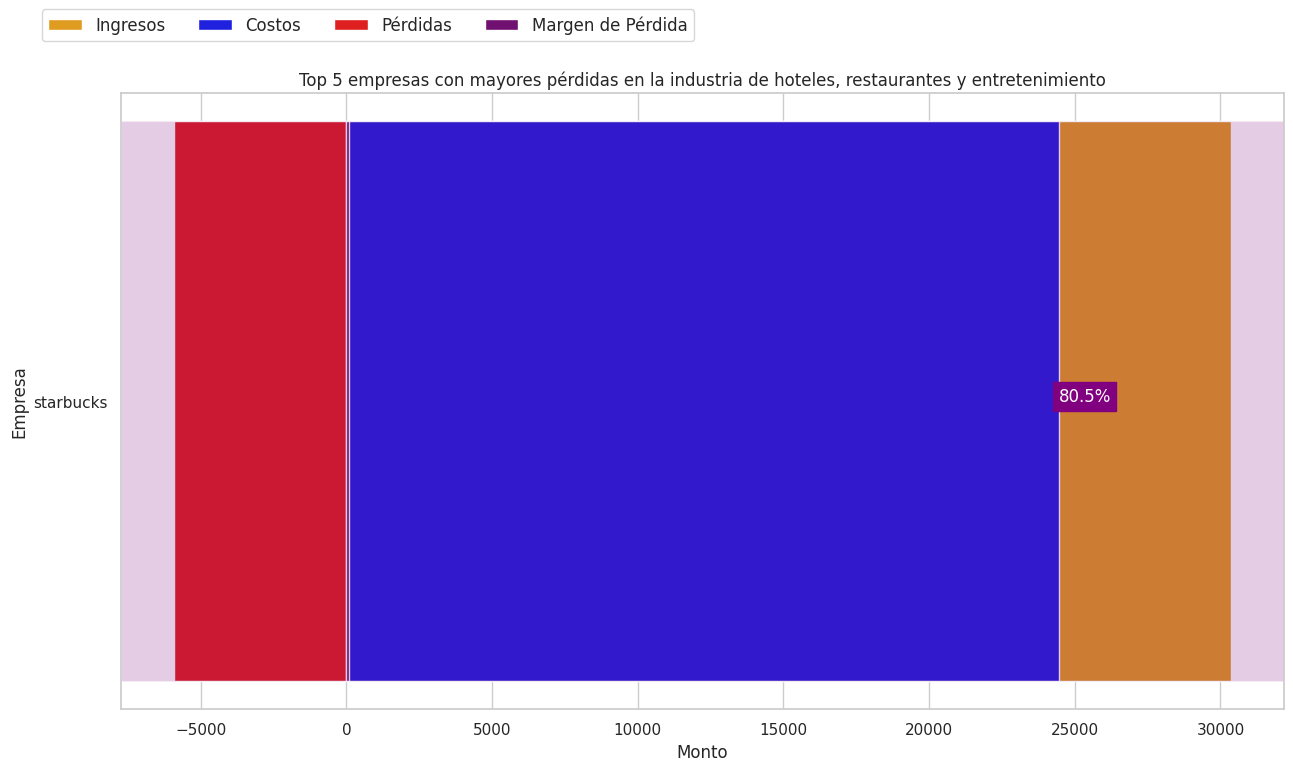 Ingresos Costos Pérdidas Margen de Pérdida
Top 5 empresas con mayores pérdidas en la industria de hoteles, restaurantes y entretenimiento
Empresa
starbucks
80.5%
−5000 0 5000 10000 15000 20000 25000 30000
Monto